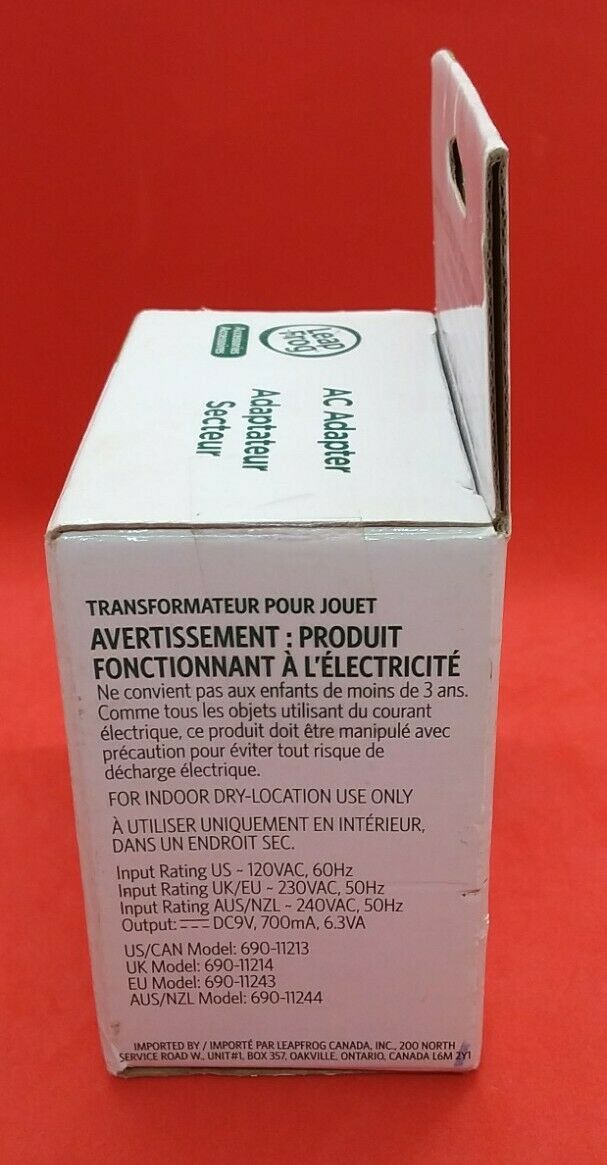 Leap
Frog
Accessories
Accessoires
AC Adapter
Adaptateur
Secteur
TRANSFORMATEUR POUR JOUET
AVERTISSEMENT : PRODUIT
FONCTIONNANT À L'ÉLECTRICITÉ
Ne convient pas aux enfants de moins de 3 ans.
Comme tous les objets utilisant du courant
électrique, ce produit doit être manipulé avec
précaution pour éviter tout risque de
décharge électrique.
FOR INDOOR DRY-LOCATION USE ONLY
À UTILISER UNIQUEMENT EN INTÉRIEUR,
DANS UN ENDROIT SEC.
Input Rating US ~ 120VAC, 60Hz
Input Rating UK/EU ~ 230VAC, 50Hz
Input Rating AUS/NZL ~ 240VAC, 50Hz
Output: ⎓ DC9V, 700mA, 6.3VA
US/CAN Model: 690-11213
UK Model: 690-11214
EU Model: 690-11243
AUS/NZL Model: 690-11244
IMPORTED BY / IMPORTÉ PAR LEAPFROG CANADA, INC., 200 NORTH
SERVICE ROAD W., UNIT#1, BOX 357, OAKVILLE, ONTARIO, CANADA L6M 2Y1